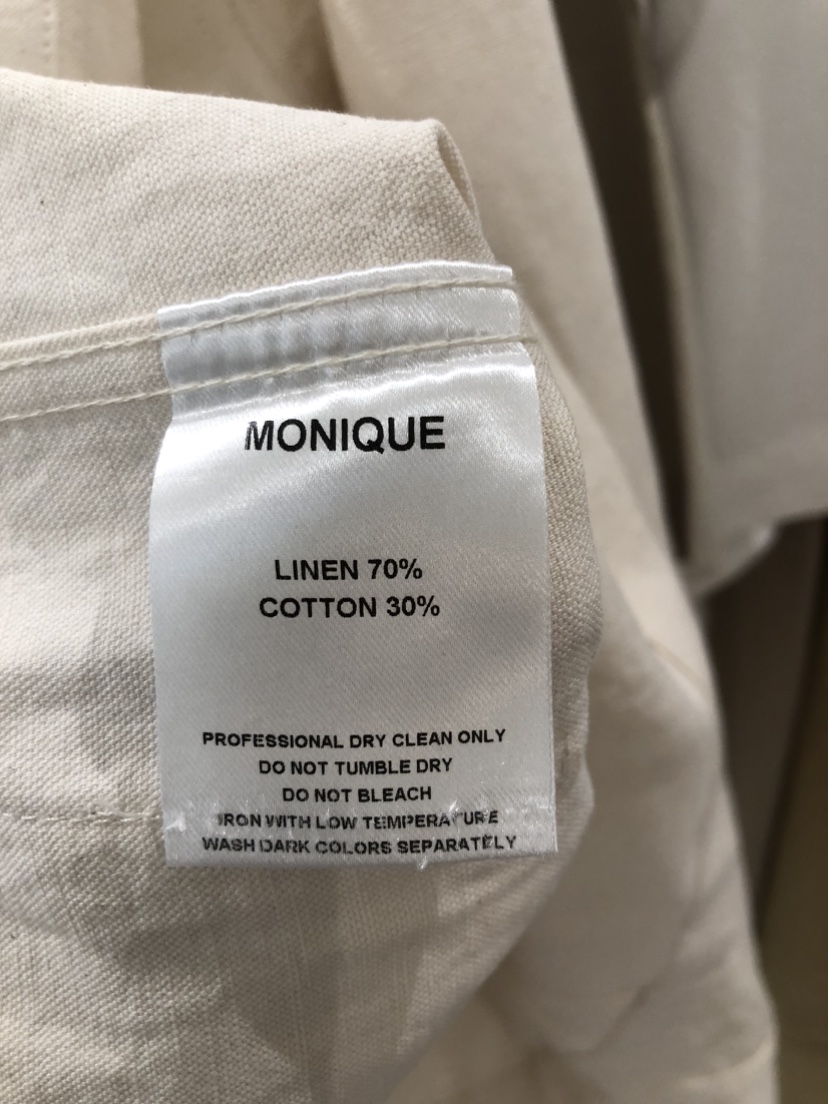 MONIQUE
LINEN 70%
COTTON 30%
PROFESSIONAL DRY CLEAN ONLY
DO NOT TUMBLE DRY
DO NOT BLEACH
IRON WITH LOW TEMPERATURE
WASH DARK COLORS SEPARATELY